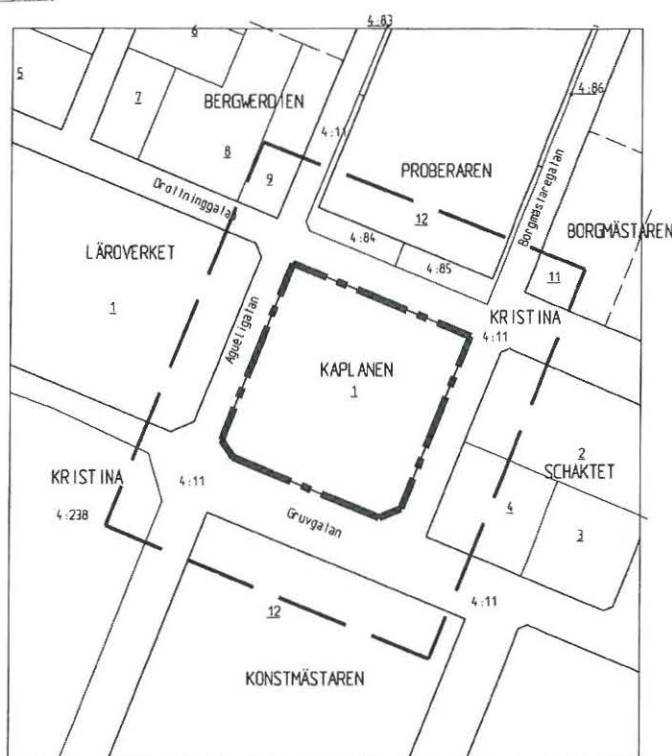 4:83
6
5
4:86
7
BERGWERDIEN
4:11
8
PROBERAREN
9
Drottninggatan
12
Borgmästaregatan
BORGMÄSTAREN
4:84
LÄROVERKET
4:85
11
1
KRISTINA
4:11
Aguéligatan
KAPLANEN
1
2
KRISTINA
SCHAKTET
4:11
4:238
4
Gruvgatan
3
4:11
12
KONSTMÄSTAREN